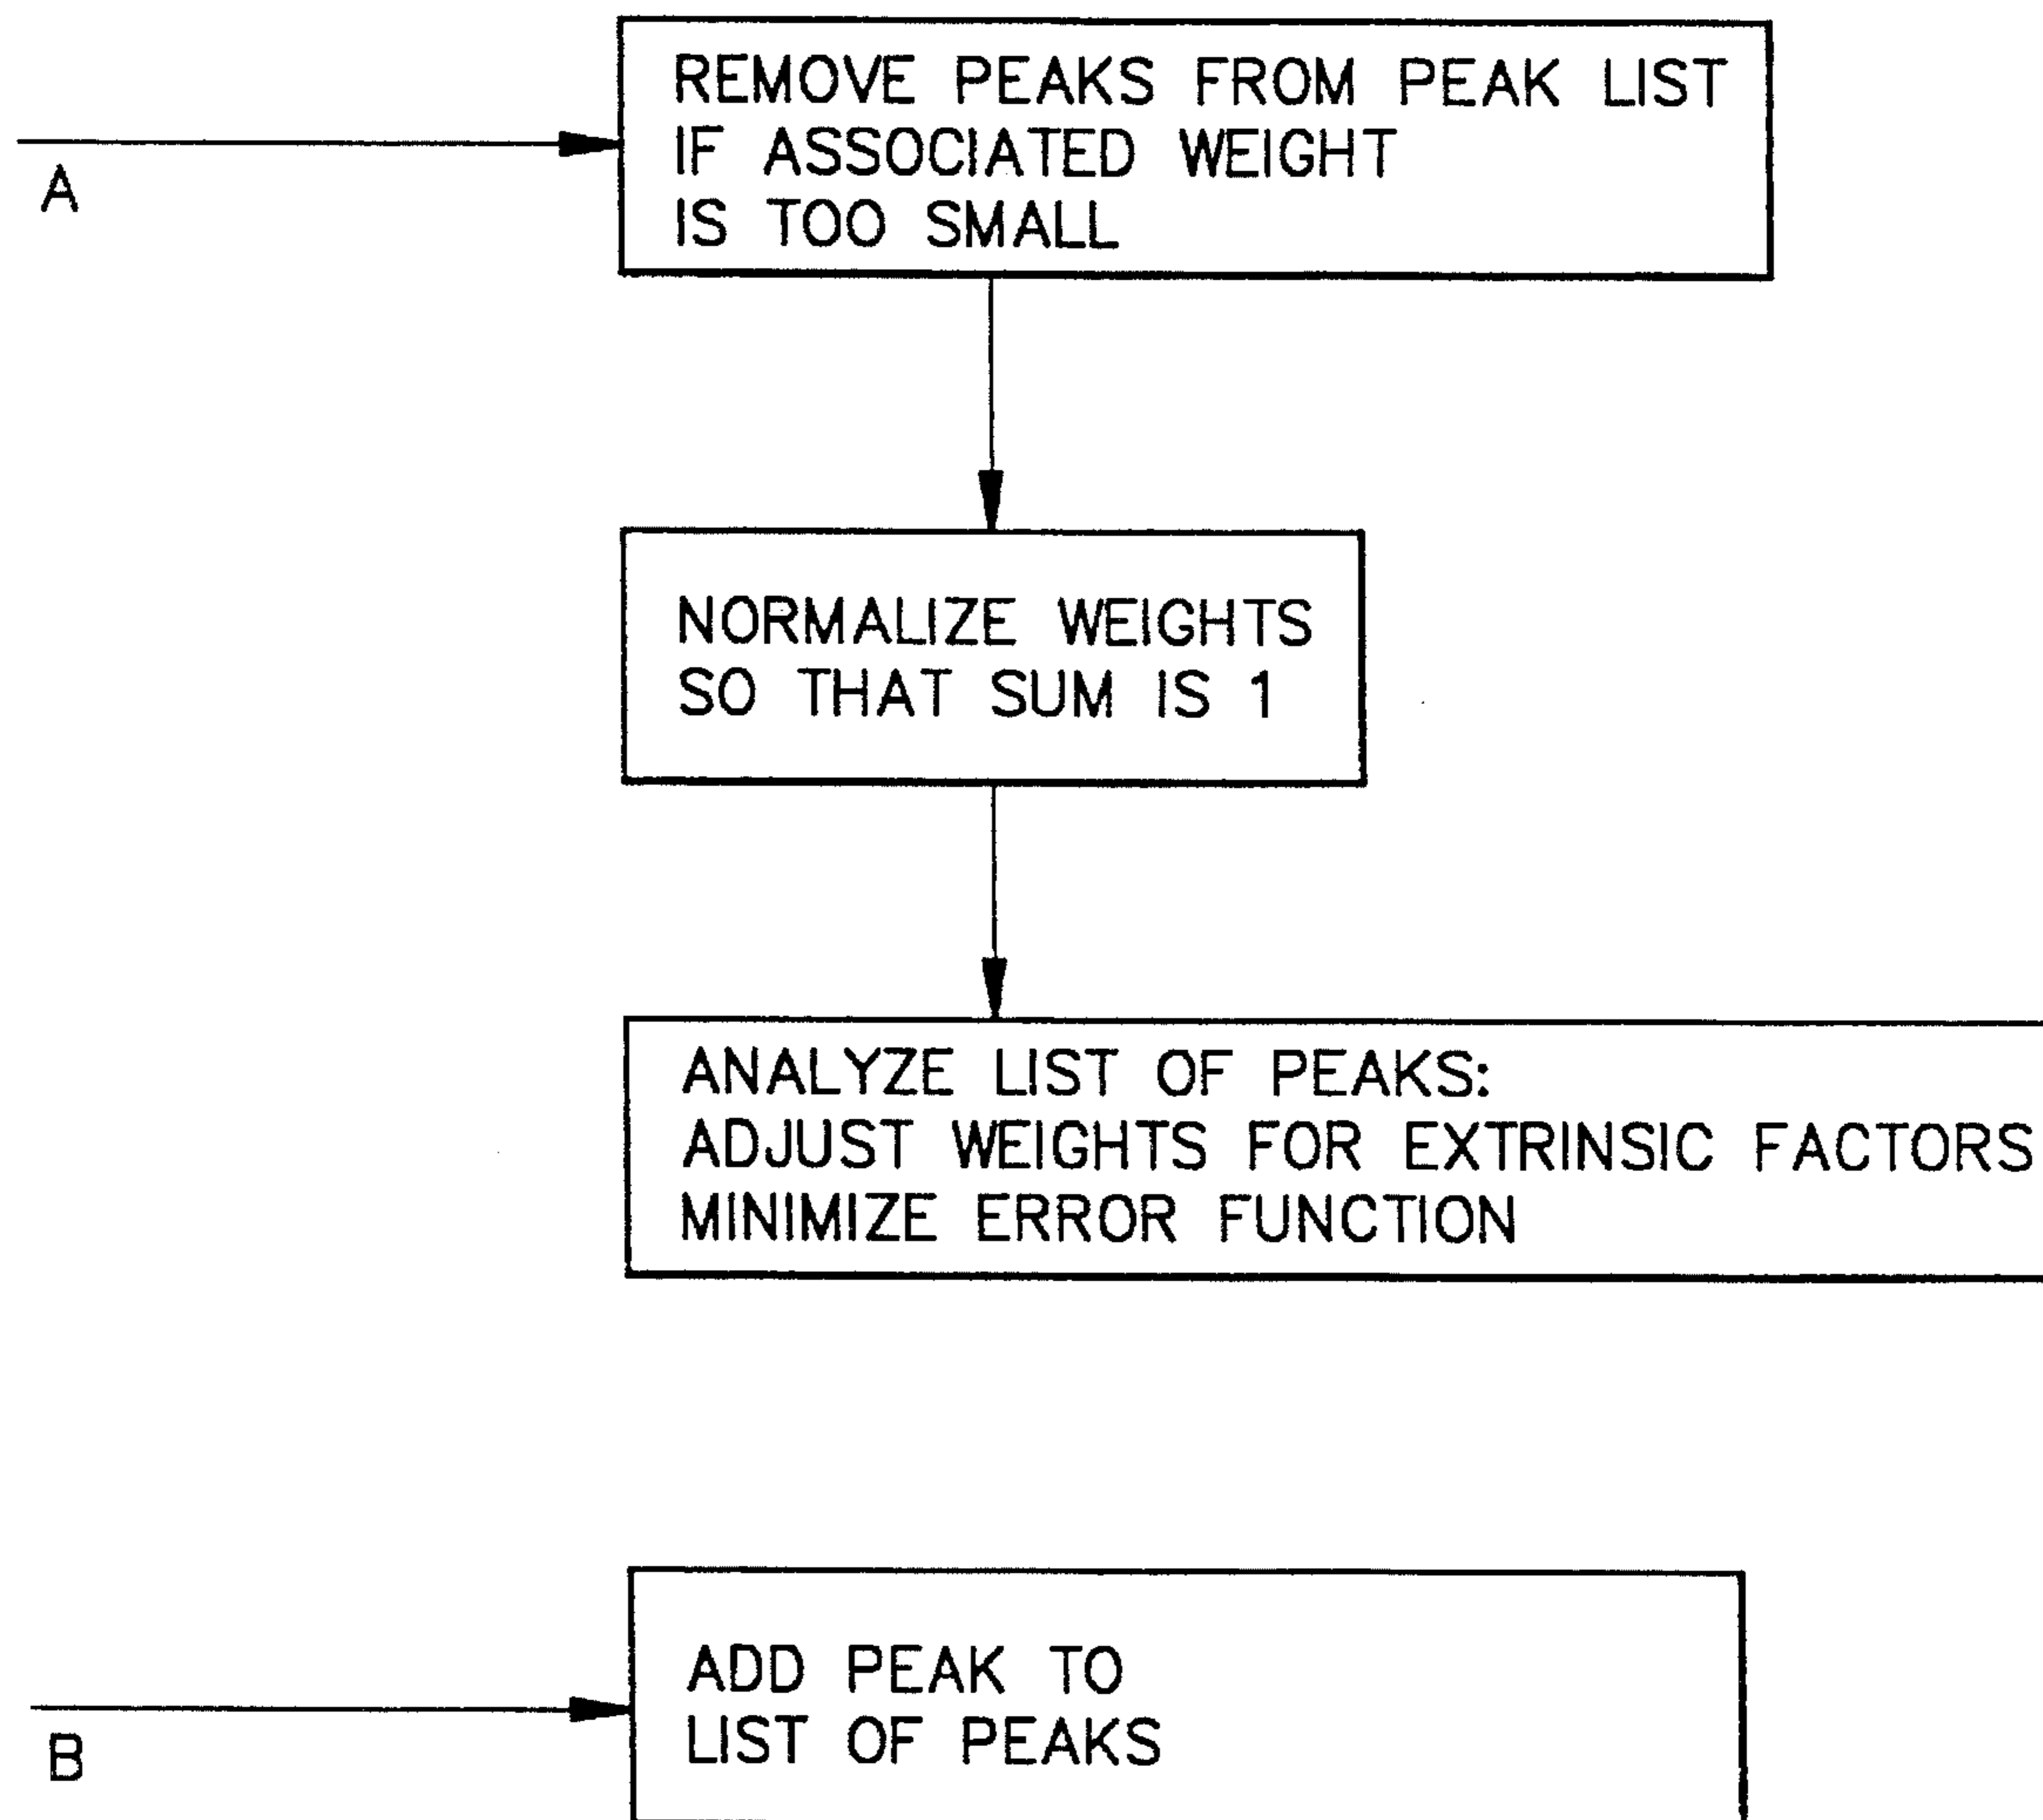 REMOVE PEAKS FROM PEAK LIST
IF ASSOCIATED WEIGHT
IS TOO SMALL
A
NORMALIZE WEIGHTS
SO THAT SUM IS 1
ANALYZE LIST OF PEAKS:
ADJUST WEIGHTS FOR EXTRINSIC FACTORS
MINIMIZE ERROR FUNCTION
ADD PEAK TO
LIST OF PEAKS
B